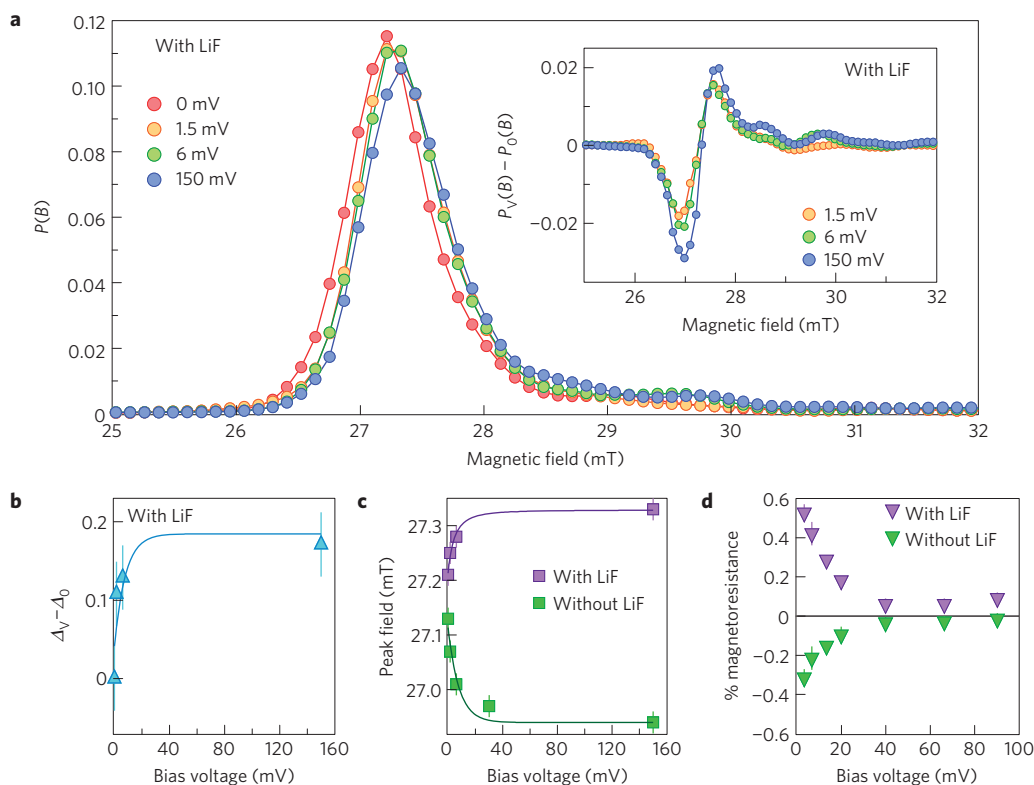 a
With LiF
0 mV
1.5 mV
6 mV
150 mV
P(B)
0.12
0.10
0.08
0.06
0.04
0.02
0
25 26 27 28 29 30 31 32
Magnetic field (mT)
With LiF
P_V(B) − P_0(B)
0.02
0
−0.02
1.5 mV
6 mV
150 mV
26 28 30 32
Magnetic field (mT)
b
With LiF
Δ_V–Δ_0
0.2
0.1
0
0 40 80 120 160
Bias voltage (mV)
c
Peak field (mT)
27.3
27.2
27.1
27.0
With LiF
Without LiF
0 40 80 120 160
Bias voltage (mV)
d
% magnetoresistance
0.6
0.4
0.2
0
−0.2
−0.4
−0.6
With LiF
Without LiF
0 20 40 60 80 100
Bias voltage (mV)